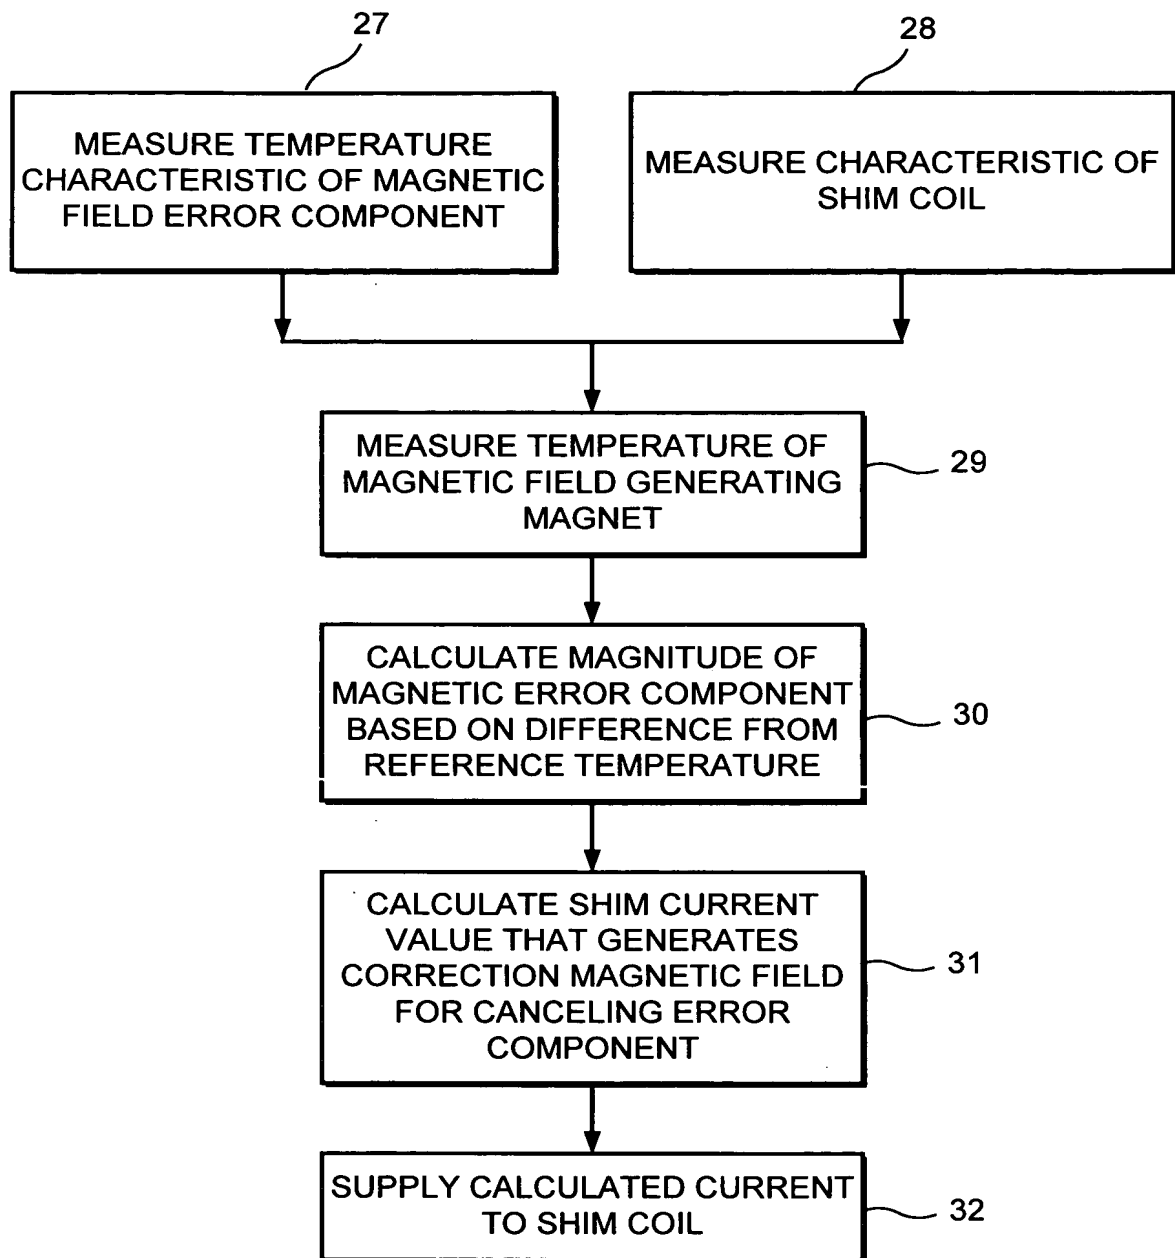 27
28
MEASURE TEMPERATURE
CHARACTERISTIC OF MAGNETIC
FIELD ERROR COMPONENT
MEASURE CHARACTERISTIC OF
SHIM COIL
MEASURE TEMPERATURE OF
MAGNETIC FIELD GENERATING
MAGNET
29
CALCULATE MAGNITUDE OF
MAGNETIC ERROR COMPONENT
BASED ON DIFFERENCE FROM
REFERENCE TEMPERATURE
30
CALCULATE SHIM CURRENT
VALUE THAT GENERATES
CORRECTION MAGNETIC FIELD
FOR CANCELING ERROR
COMPONENT
31
SUPPLY CALCULATED CURRENT
TO SHIM COIL
32